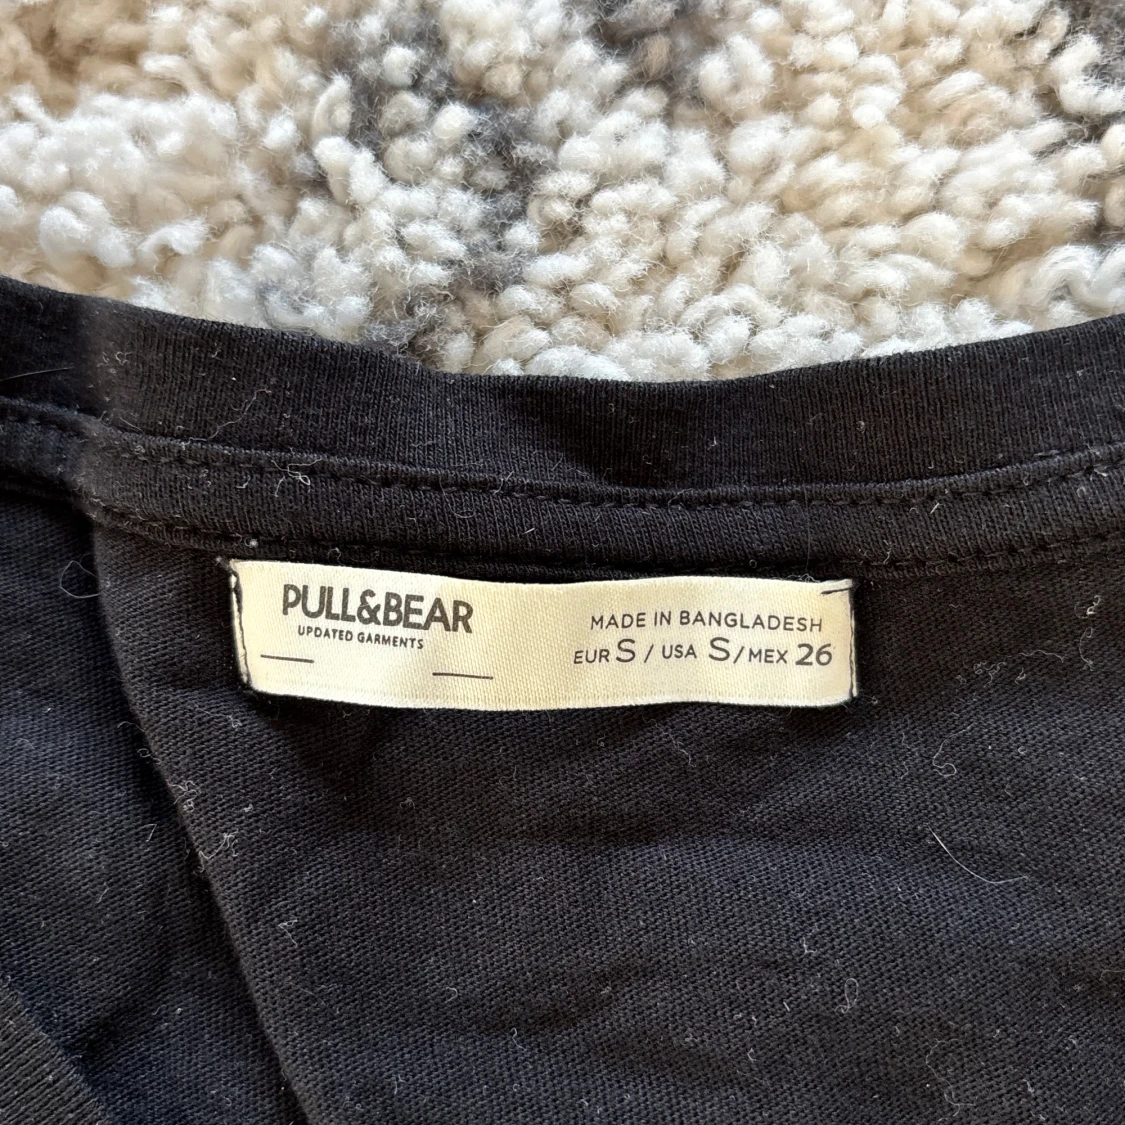 PULL&BEAR
UPDATED GARMENTS
MADE IN BANGLADESH
EUR S / USA S / MEX 26